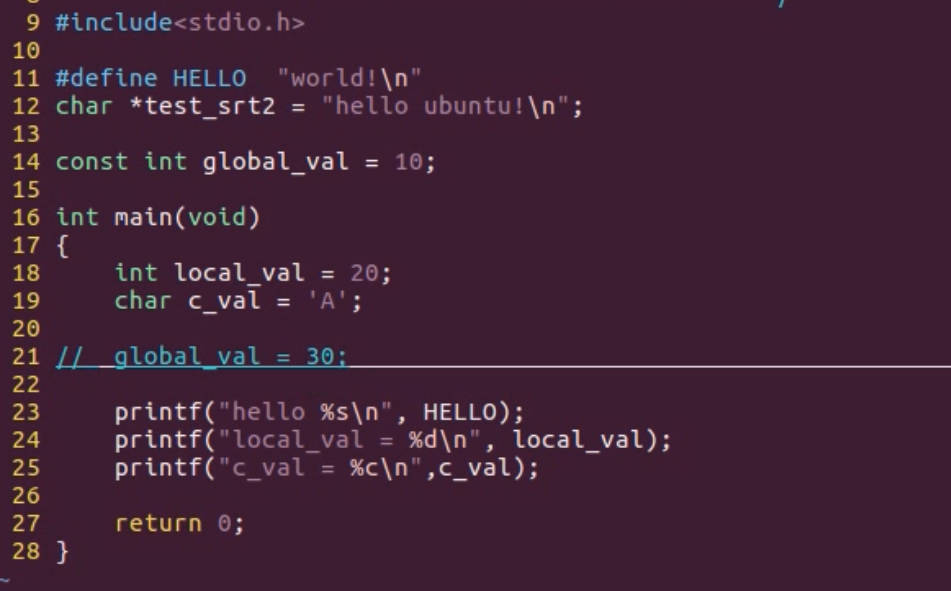 9 #include<stdio.h>
10
11 #define HELLO  "world!\n"
12 char *test_srt2 = "hello ubuntu!\n";
13
14 const int global_val = 10;
15
16 int main(void)
17 {
18     int local_val = 20;
19     char c_val = 'A';
20
21 //  global_val = 30;
22
23     printf("hello %s\n", HELLO);
24     printf("local_val = %d\n", local_val);
25     printf("c_val = %c\n",c_val);
26
27     return 0;
28 }
~